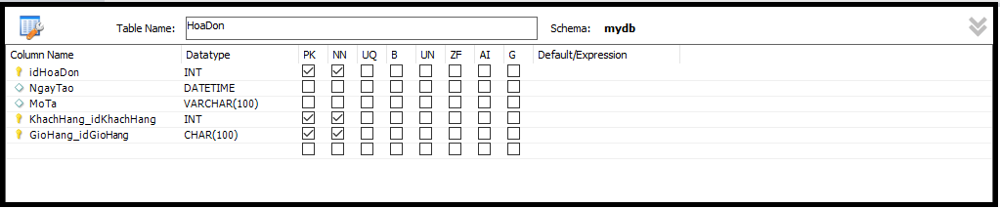 Table Name: HoaDon Schema: mydb
Column Name Datatype PK NN UQ B UN ZF AI G Default/Expression
idHoaDon INT
NgayTao DATETIME
MoTa VARCHAR(100)
KhachHang_idKhachHang INT
GioHang_idGioHang CHAR(100)